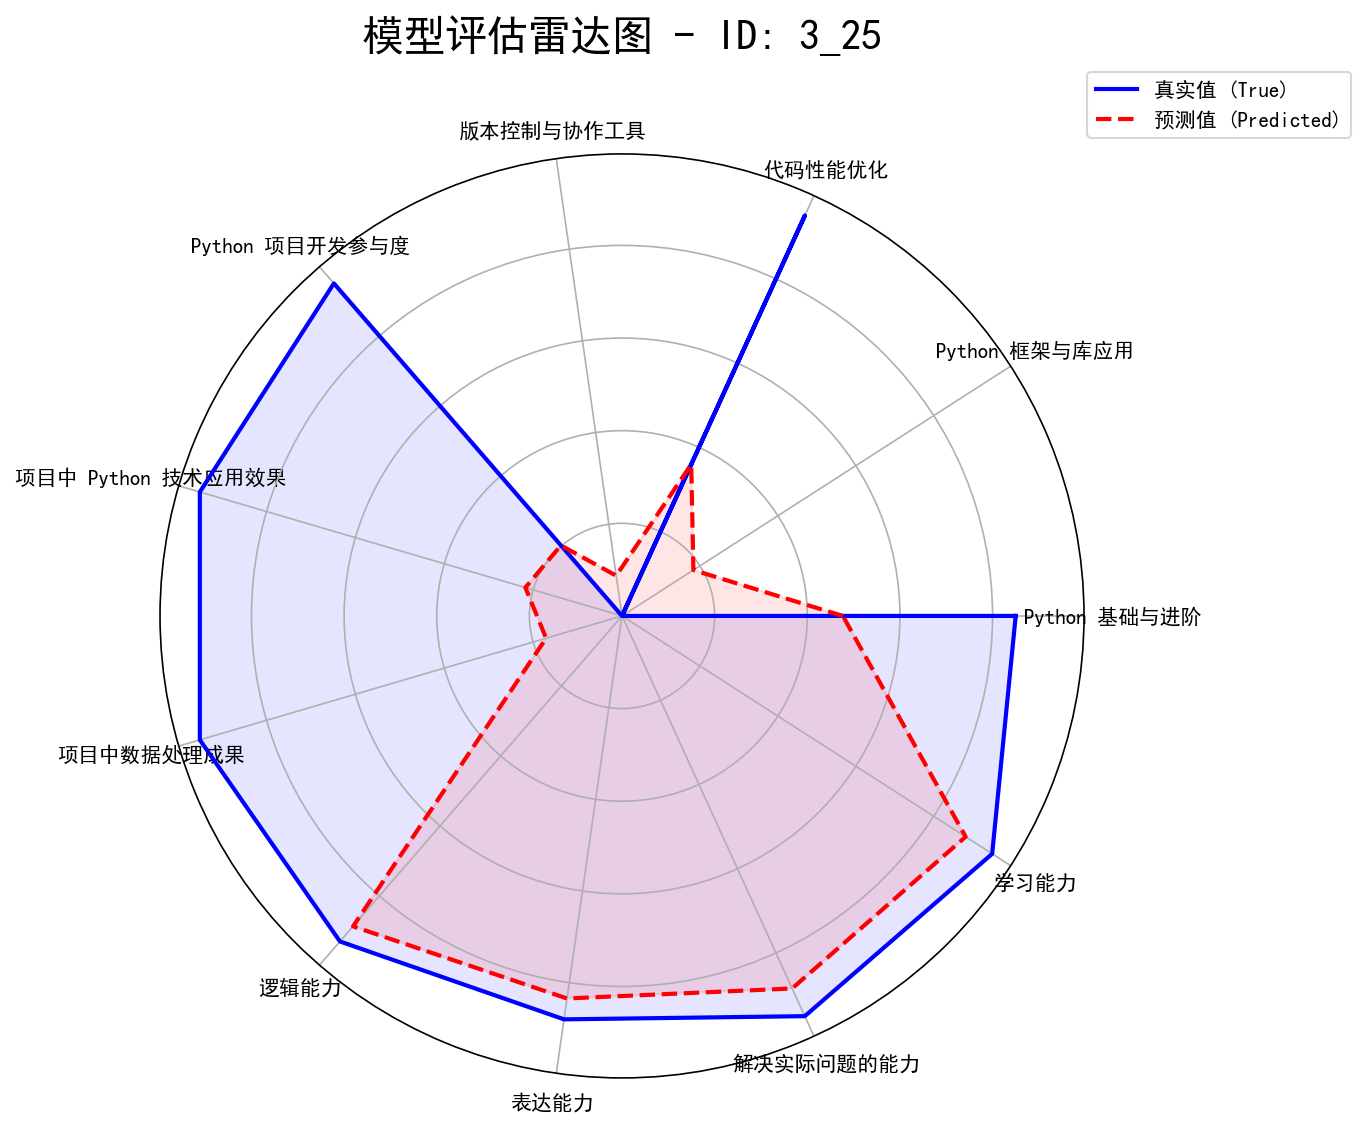 模型评估雷达图 - ID: 3_25
真实值 (True)
预测值 (Predicted)
版本控制与协作工具
代码性能优化
Python 项目开发参与度
Python 框架与库应用
项目中 Python 技术应用效果
Python 基础与进阶
项目中数据处理成果
学习能力
逻辑能力
解决实际问题的能力
表达能力